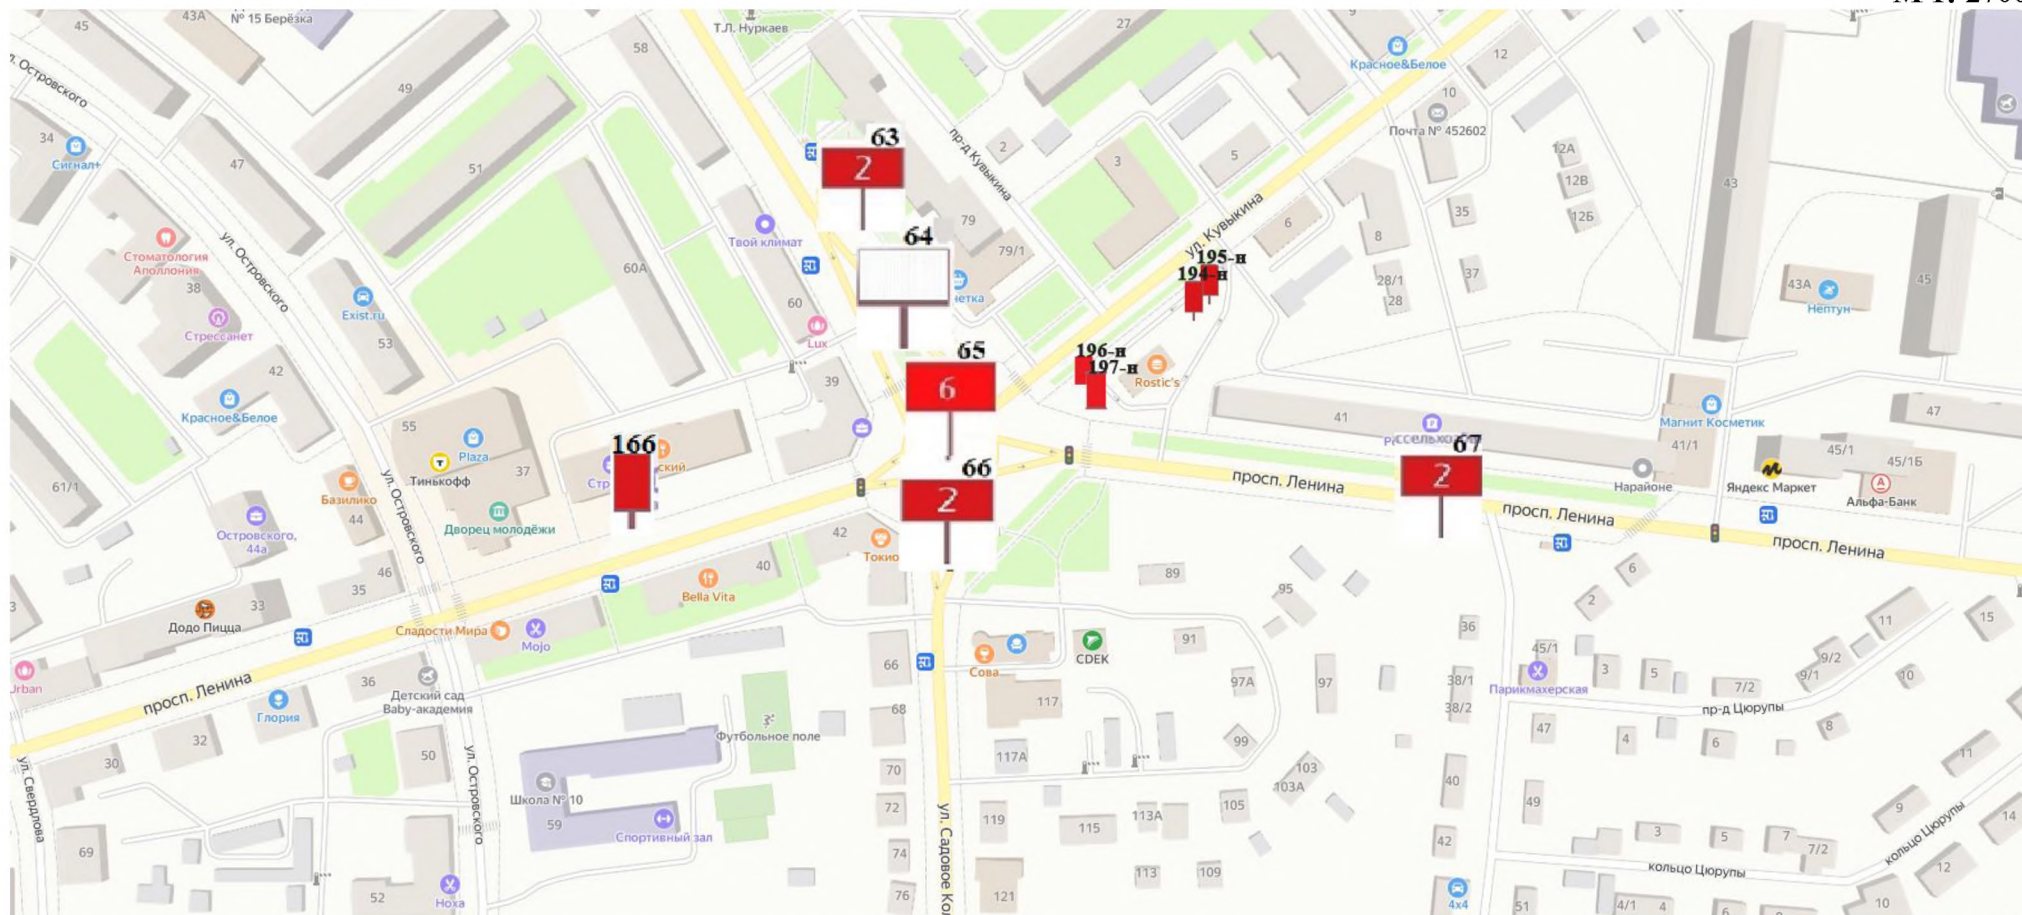 43А
№ 15 Берёзка
45
49
58
Т.Л. Нуркаев
27
9
12
Красное&Белое
ул. Островского
34
Сигнал+
47
51
63
2
пр-д Кувыкина
2
3
5
10
Почта № 452602
12А
12В
12Б
43
35
ул. Островского
Стоматология
Аполлония
38
Твой климат
79
64
79/1
ул. Кувыкина
6
8
195-н
194-н
37
28/1
28
43А
Нептун
45
Стрессанет
Exist.ru
53
60А
60
Lux
65
6
196-н
197-н
Rostic's
42
Красное&Белое
39
55
Plaza
37
Тинькофф
166
41
Магнит Косметик
41/1
47
45/1
45/1Б
Яндекс Маркет
Альфа-Банк
Нарайоне
67
2
66
2
61/1
Базилико
44
Островского,
44а
Дворец молодёжи
ул. Островского
просп. Ленина
просп. Ленина
просп. Ленина
42
Токио
40
Bella Vita
46
35
33
Додо Пицца
Сладости Мира
Mojo
89
95
6
2
11
15
36
91
CDEK
Сова
66
Urban
просп. Ленина
36
Детский сад
Baby-академия
Глория
32
30
50
68
117
97А
97
38/1
38/2
45/1
Парикмахерская
3
5
7/2
9/2
9/1
10
пр-д Цюрупы
47
4
6
8
11
Футбольное поле
117А
99
103
103А
70
72
Школа № 10
59
Спортивный зал
ул. Островского
ул. Свердлова
69
52
Ноха
74
76
ул. Садовое Кол
119
115
113А
105
113
109
121
40
42
49
3
5
7
7/2
9
14
12
10
кольцо Цюрупы
кольцо Цюрупы
4x4
51
4/1
4
6